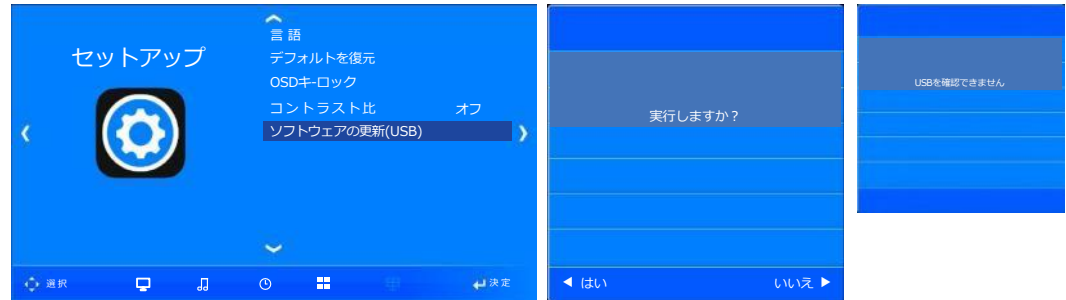 セットアップ
言語
デフォルトを復元
OSDキ-ロック
コントラスト比 オフ
ソフトウェアの更新(USB)
選択
決定
実行しますか？
はい
いいえ
USBを確認できません